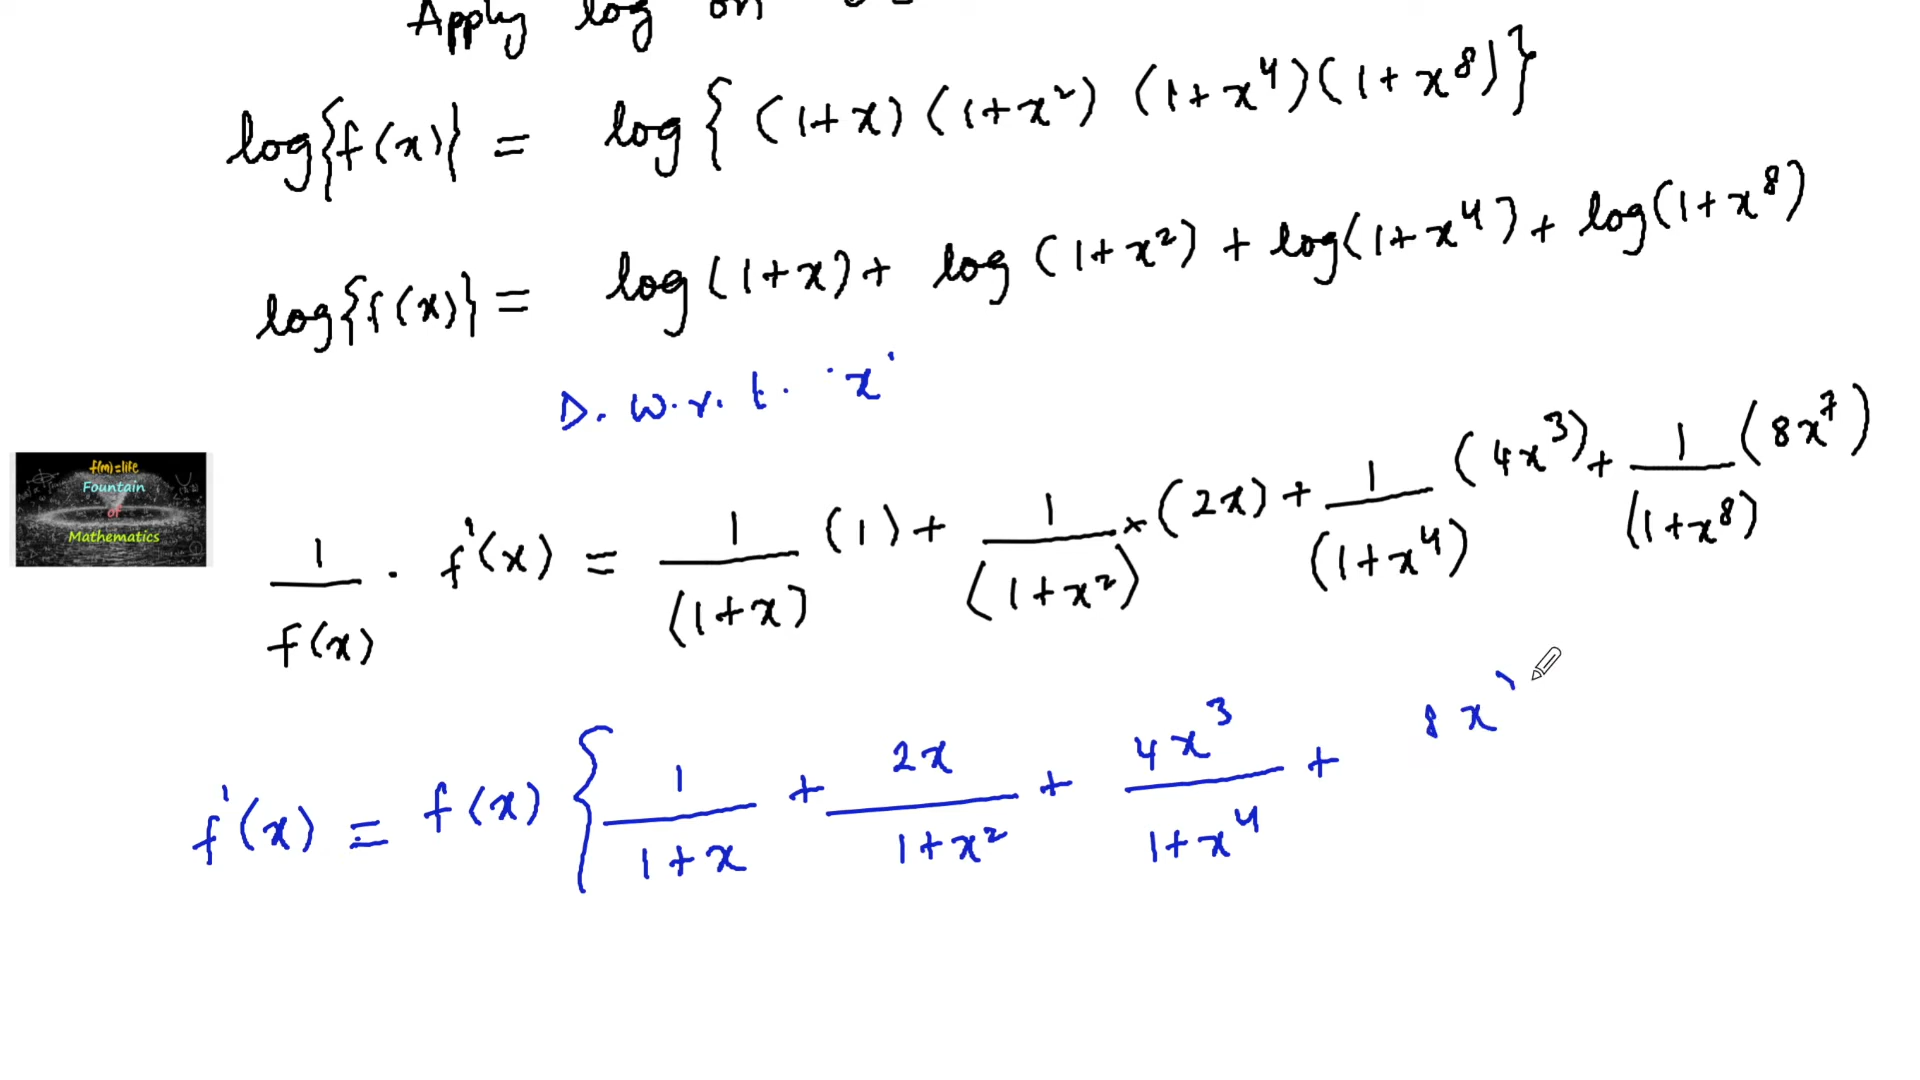 Apply log on
log{f(x)} = log{(1+x)(1+x²)(1+x⁴)(1+x⁸)}
log{f(x)} = log(1+x) + log(1+x²) + log(1+x⁴) + log(1+x⁸)
D. w.r.t. 'x'
f(m)=life
Fountain
of
Mathematics
1/f(x) · f'(x) = 1/(1+x) (1) + 1/(1+x²) × (2x) + 1/(1+x⁴) (4x³) + 1/(1+x⁸) (8x⁷)
f'(x) = f(x) { 1/1+x + 2x/1+x² + 4x³/1+x⁴ + 8x